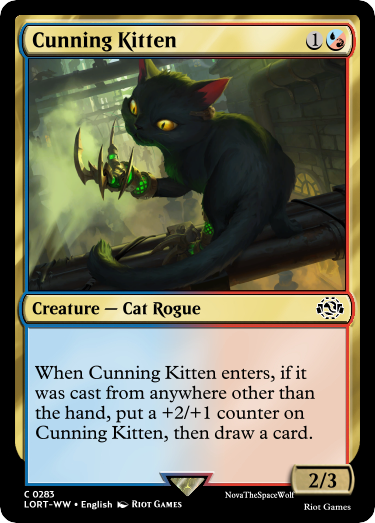 Cunning Kitten 1
Creature — Cat Rogue
When Cunning Kitten enters, if it
was cast from anywhere other than
the hand, put a +2/+1 counter on
Cunning Kitten, then draw a card.
2/3
C 0283
LORT-WW • English Riot Games
NovaTheSpaceWolf
Riot Games